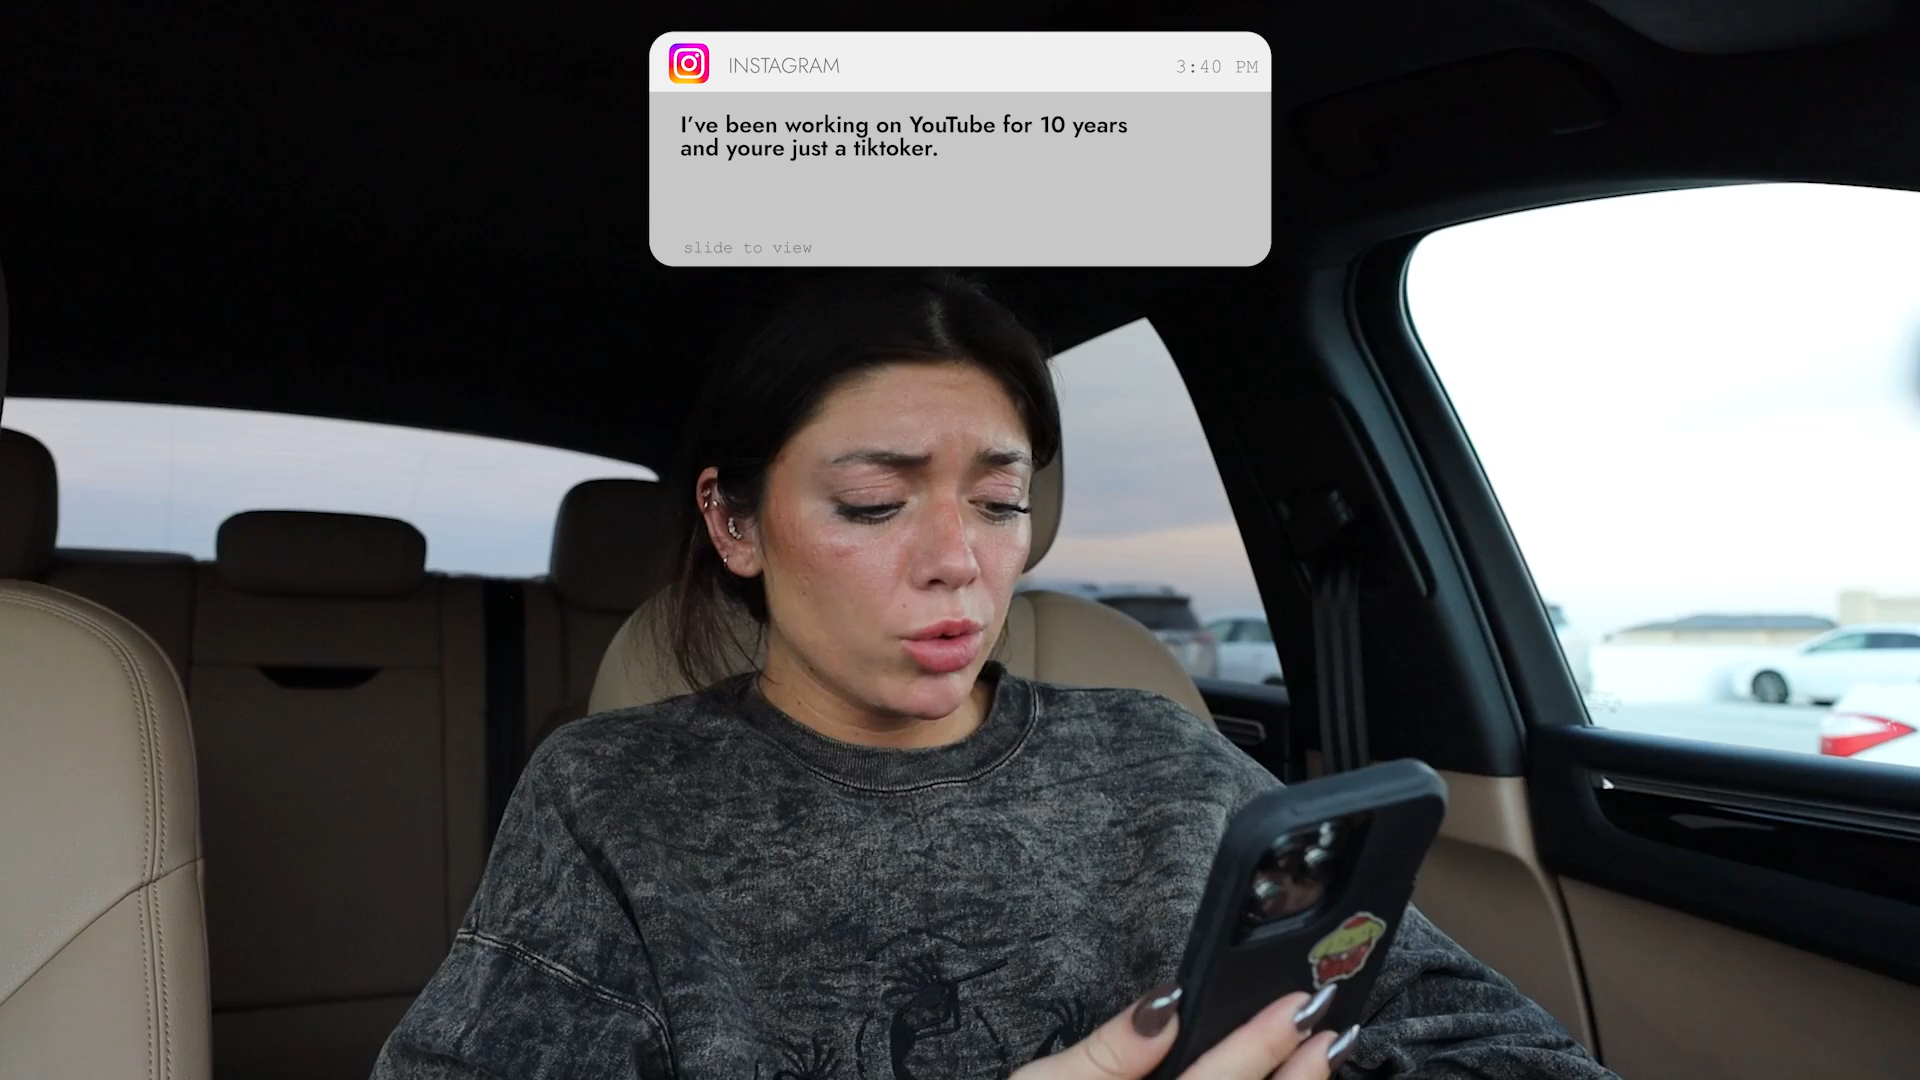 INSTAGRAM
3:40 PM
I've been working on YouTube for 10 years
and youre just a tiktoker.
slide to view